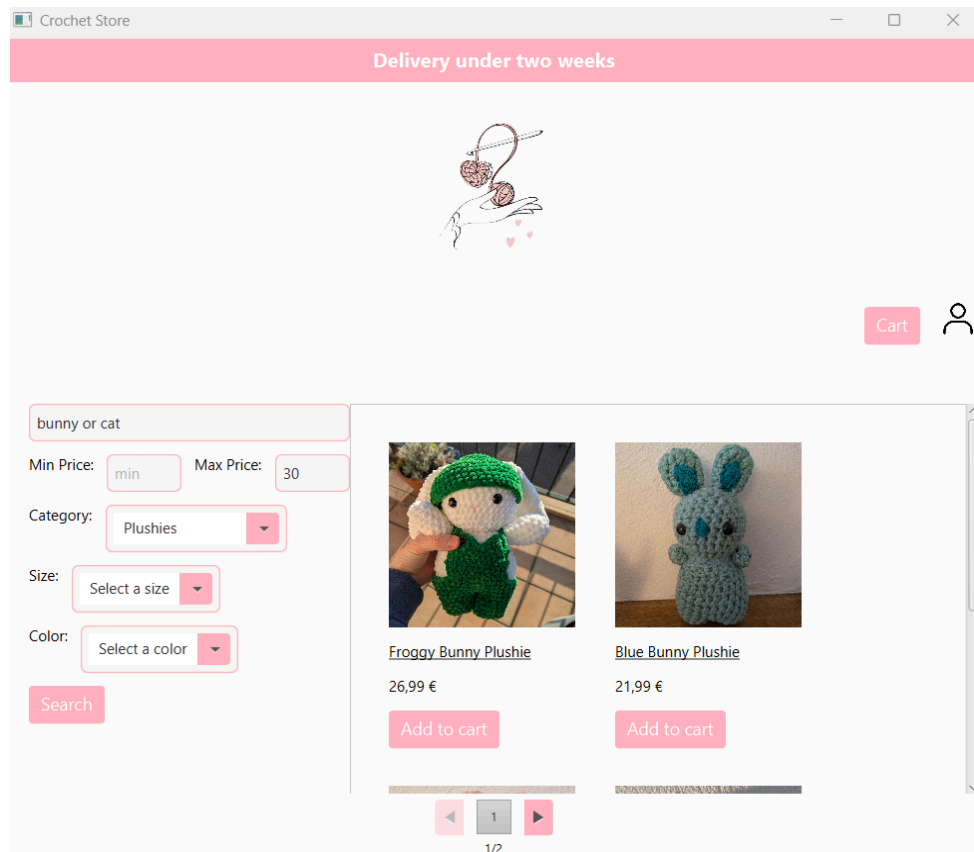 Crochet Store
Delivery under two weeks
Cart
bunny or cat
Min Price: min Max Price: 30
Category: Plushies
Size: Select a size
Color: Select a color
Search
Froggy Bunny Plushie Blue Bunny Plushie
26,99 € 21,99 €
Add to cart Add to cart
1
1/2